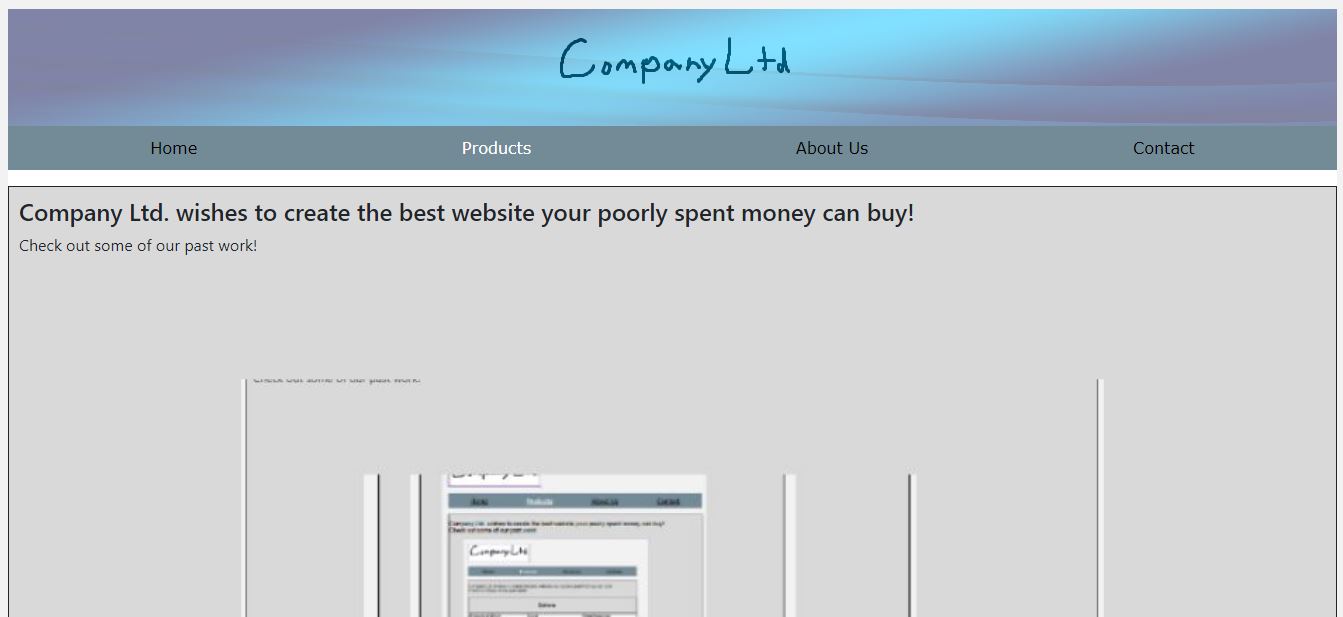 Company Ltd
Home Products About Us Contact
Company Ltd. wishes to create the best website your poorly spent money can buy!
Check out some of our past work!
Check out some of our past work!
Home Products About Us Contact
Company Ltd. wishes to create the best website your poorly spent money can buy!
Check out some of our past work!
Company Ltd